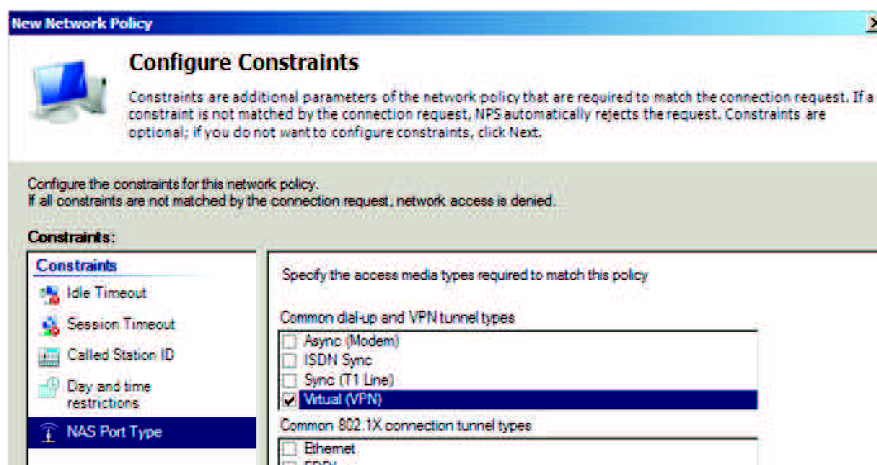 New Network Policy
Configure Constraints
Constraints are additional parameters of the network policy that are required to match the connection request. If a
constraint is not matched by the connection request, NPS automatically rejects the request. Constraints are
optional; if you do not want to configure constraints, click Next.
Configure the constraints for this network policy.
If all constraints are not matched by the connection request, network access is denied.
Constraints:
Constraints
Idle Timeout
Session Timeout
Called Station ID
Day and time
restrictions
NAS Port Type
Specify the access media types required to match this policy
Common dial-up and VPN tunnel types
Async (Modem)
ISDN Sync
Sync (T1 Line)
Virtual (VPN)
Common 802.1X connection tunnel types
Ethernet